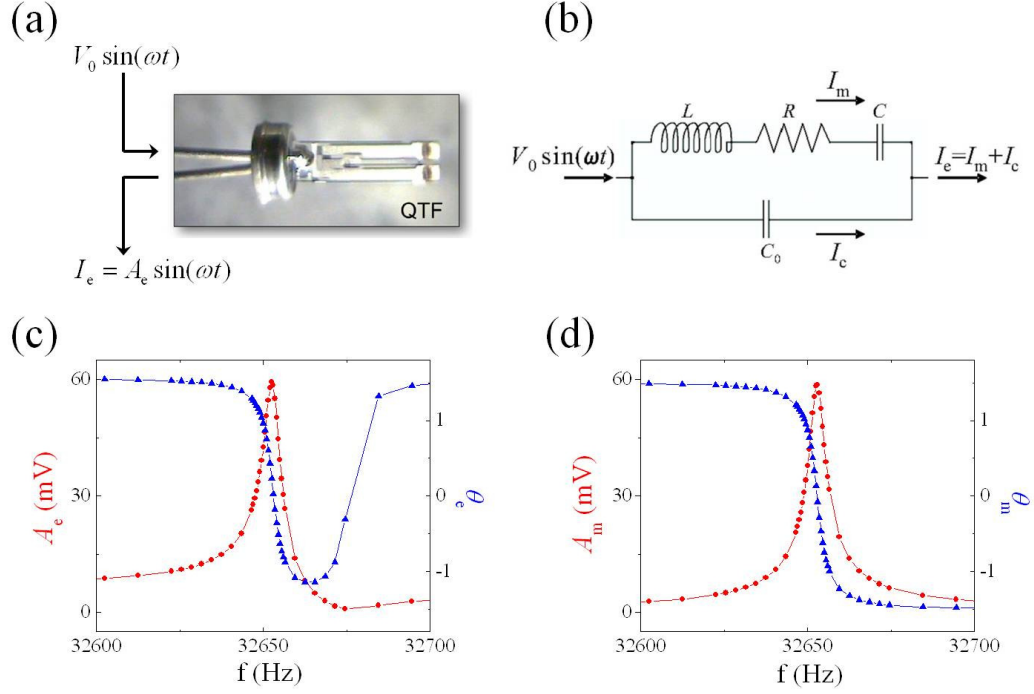 (a)
V₀ sin(ωt)
QTF
Iₑ = Aₑ sin(ωt)
(b)
Iₘ
L R C
V₀ sin(ωt)
Iₑ=Iₘ+I꜀
C₀
I꜀
(c)
60
30
0
Aₑ (mV)
1
0
-1
θₑ
32600 32650 32700
f (Hz)
(d)
60
30
0
Aₘ (mV)
1
0
-1
θₘ
32600 32650 32700
f (Hz)